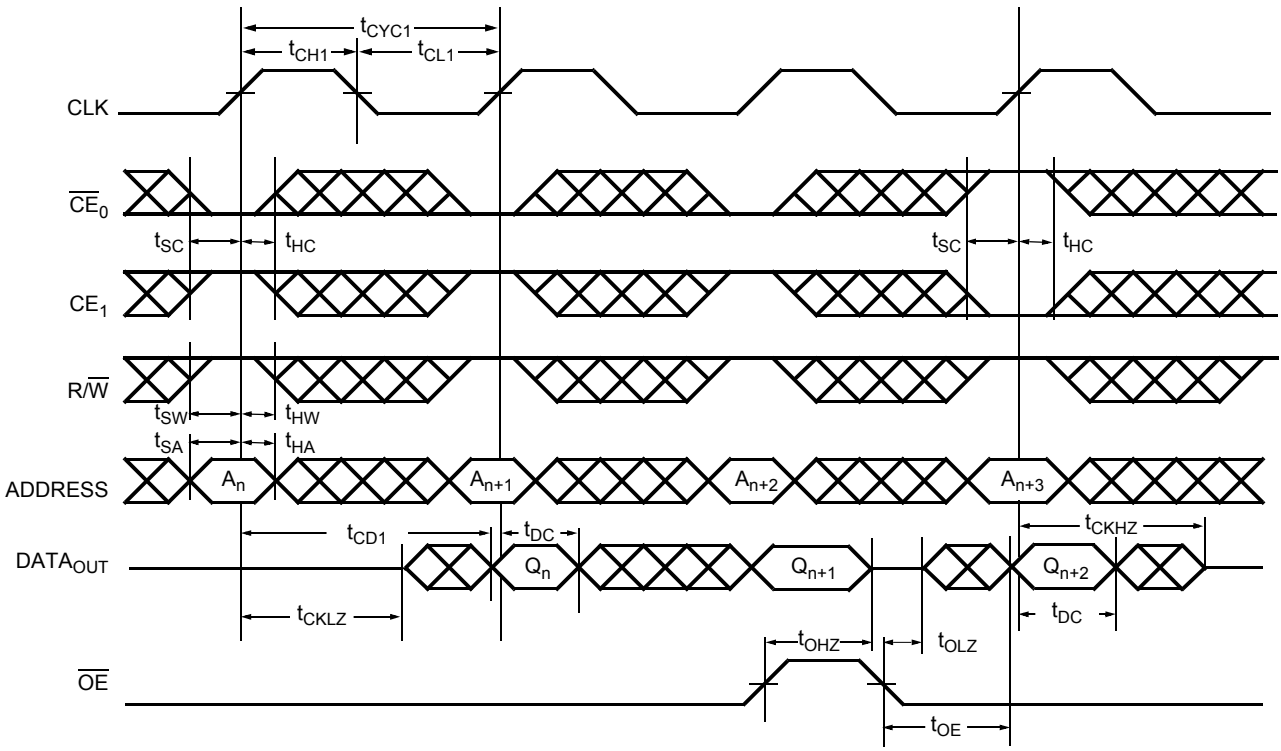 tCYC1
tCH1 tCL1
CLK
CE0
tSC tHC tSC tHC
CE1
R/W
tSW tHW
tSA tHA
ADDRESS An An+1 An+2 An+3
tCD1 tDC tCKHZ
DATAOUT Qn Qn+1 Qn+2
tCKLZ tDC
tOHZ tOLZ
OE
tOE